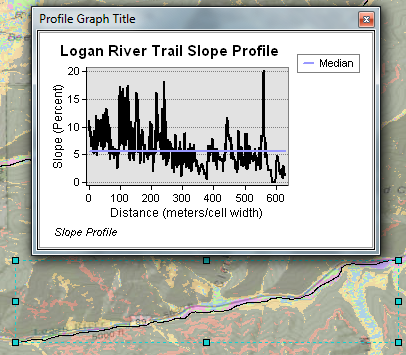 Profile Graph Title
Logan River Trail Slope Profile
Median
Slope (Percent)
20
15
10
5
0
0 100 200 300 400 500 600
Distance (meters/cell width)
Slope Profile